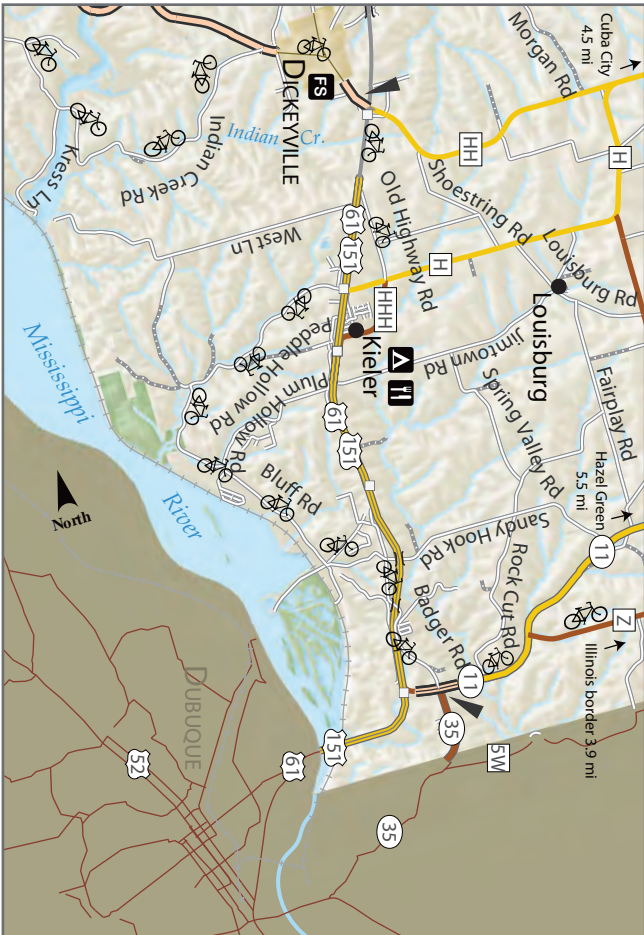 Cuba City
4.5 mi
Morgan Rd
FS
DICKEYVILLE
Indian Cr.
Indian Creek Rd
Kress Ln
HH
H
Shoestring Rd
Old Highway Rd
Louisburg Rd
Louisburg
West Ln
61
151
H
HHH
Kieler
Peddle Hollow Rd
Plum Hollow Rd
Jimtown Rd
Fairplay Rd
Spring Valley Rd
Hazel Green
5.5 mi
61
151
Bluff Rd
Mississippi
River
North
Sandy Hook Rd
Rock Cut Rd
11
Badger Rd
Z
Illinois border 3.9 mi
11
35
5W
35
151
61
DUBUQUE
52